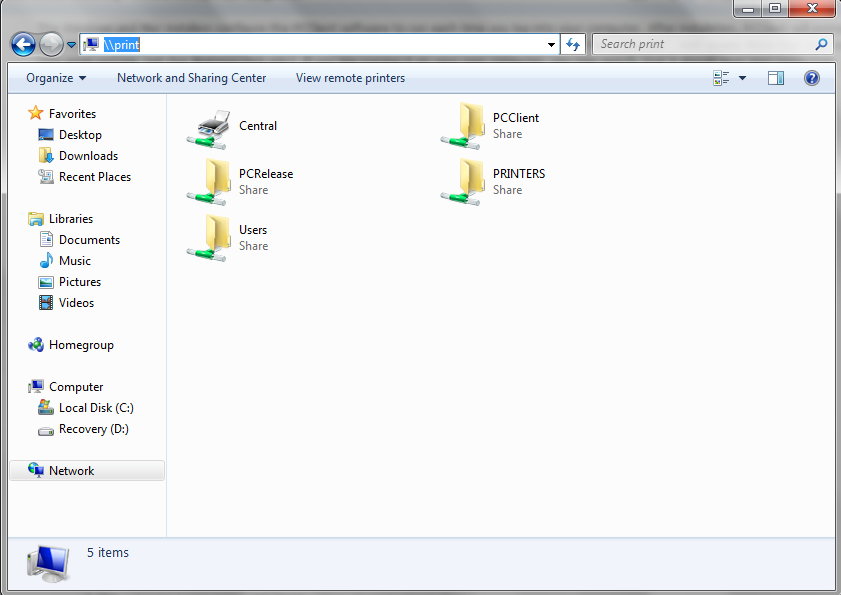 \\print
Search print
Organize
Network and Sharing Center
View remote printers
Favorites
Desktop
Downloads
Recent Places
Libraries
Documents
Music
Pictures
Videos
Homegroup
Computer
Local Disk (C:)
Recovery (D:)
Network
Central
PCClient
Share
PCRelease
Share
PRINTERS
Share
Users
Share
5 items